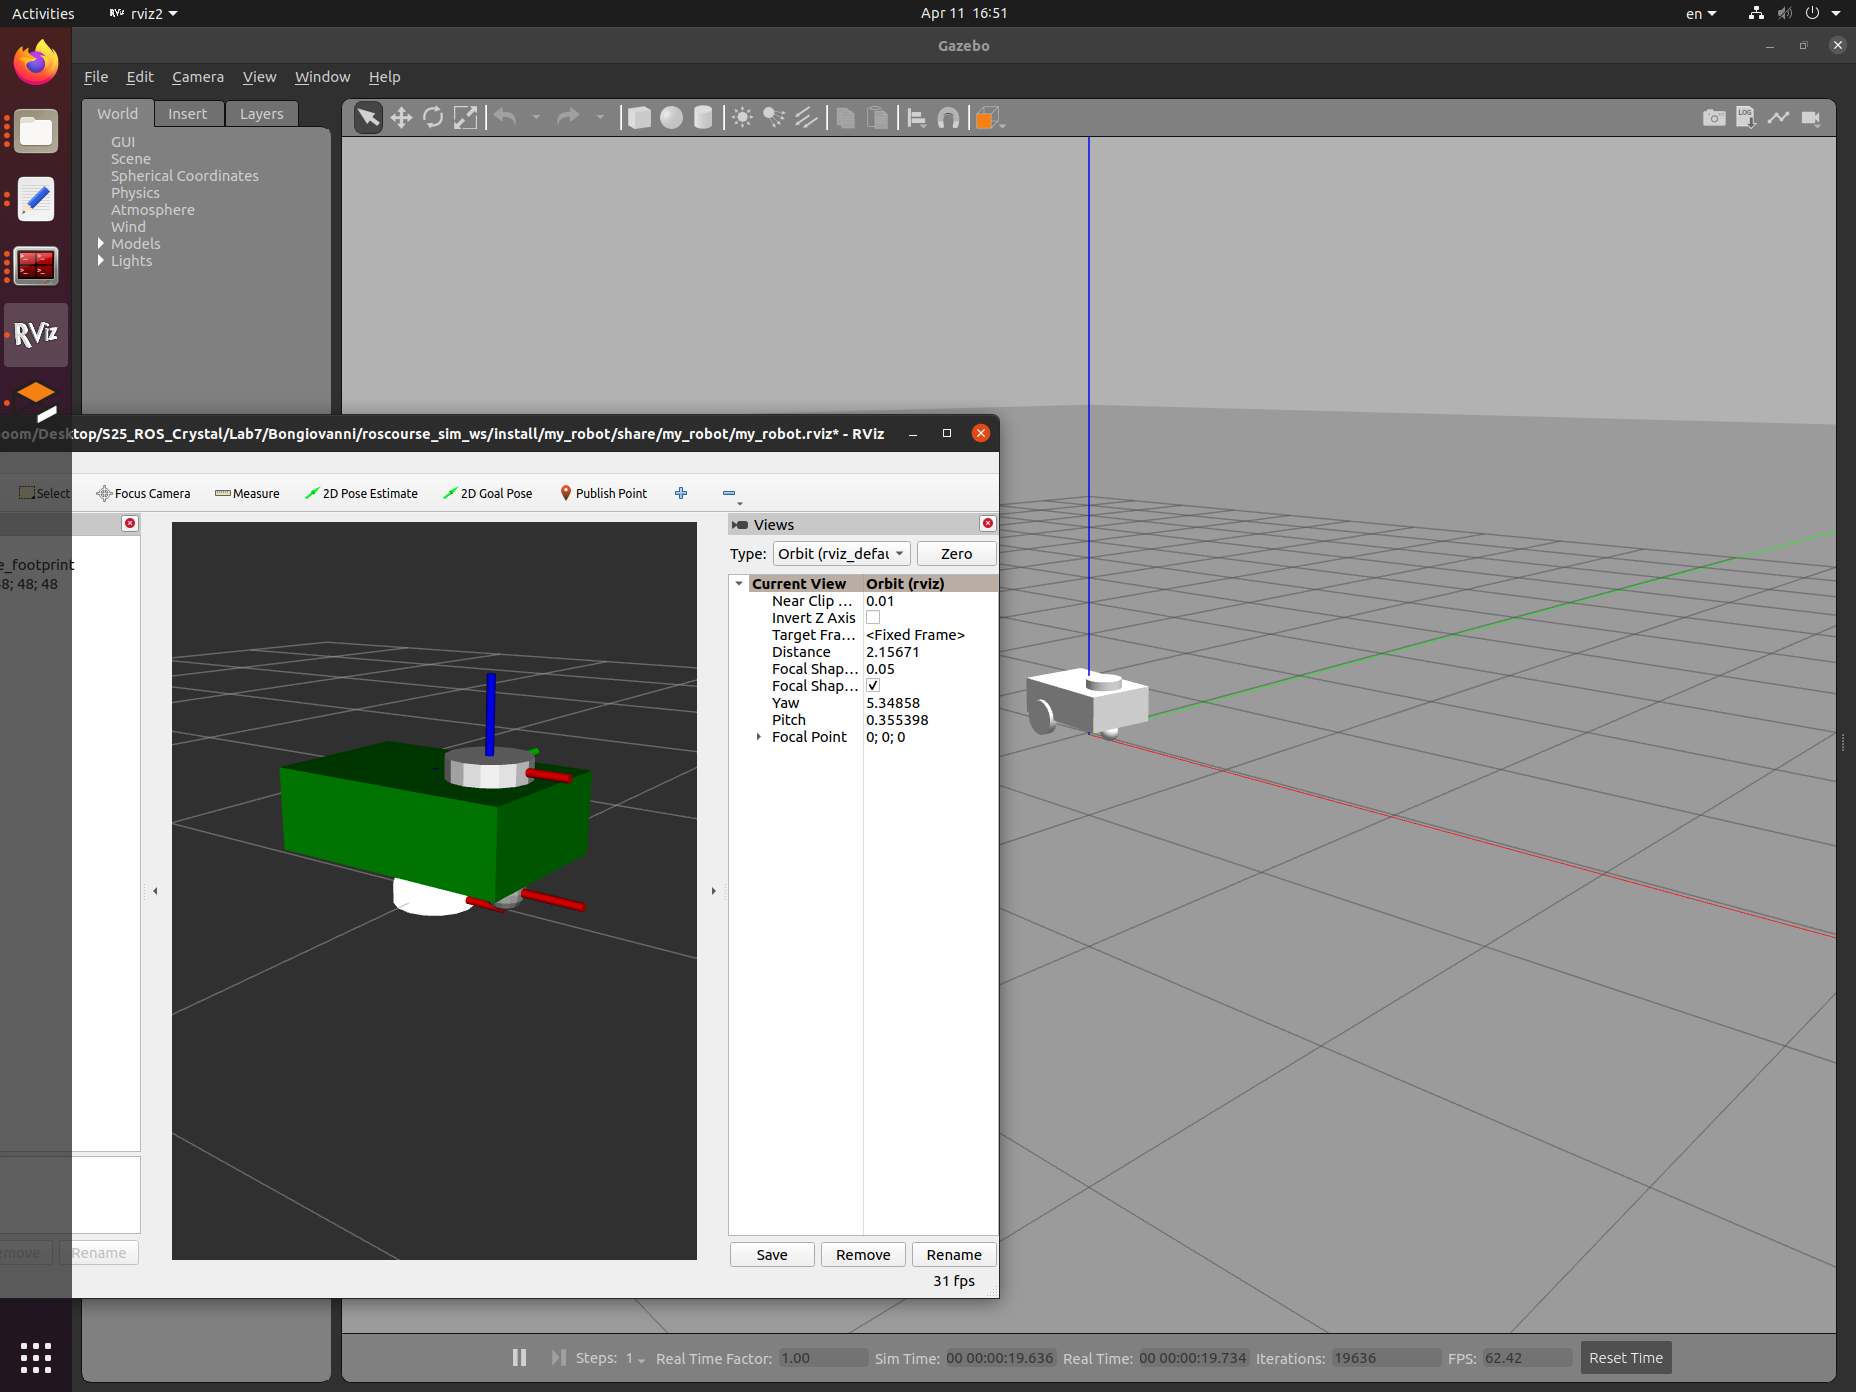 Activities
RViz rviz2
Apr 11 16:51
en
Gazebo
File Edit Camera View Window Help
World Insert Layers
GUI
Scene
Spherical Coordinates
Physics
Atmosphere
Wind
Models
Lights
LOG
RViz
oom/Desktop/S25_ROS_Crystal/Lab7/Bongiovanni/roscourse_sim_ws/install/my_robot/share/my_robot/my_robot.rviz* - RViz
Select Focus Camera Measure 2D Pose Estimate 2D Goal Pose Publish Point
e_footprint
8; 48; 48
Views
Type: Orbit (rviz_defau Zero
Current View Orbit (rviz)
Near Clip ... 0.01
Invert Z Axis
Target Fra... <Fixed Frame>
Distance 2.15671
Focal Shap... 0.05
Focal Shap...
Yaw 5.34858
Pitch 0.355398
Focal Point 0; 0; 0
emove Rename
Save Remove Rename
31 fps
Steps: 1 Real Time Factor: 1.00 Sim Time: 00 00:00:19.636 Real Time: 00 00:00:19.734 Iterations: 19636 FPS: 62.42 Reset Time